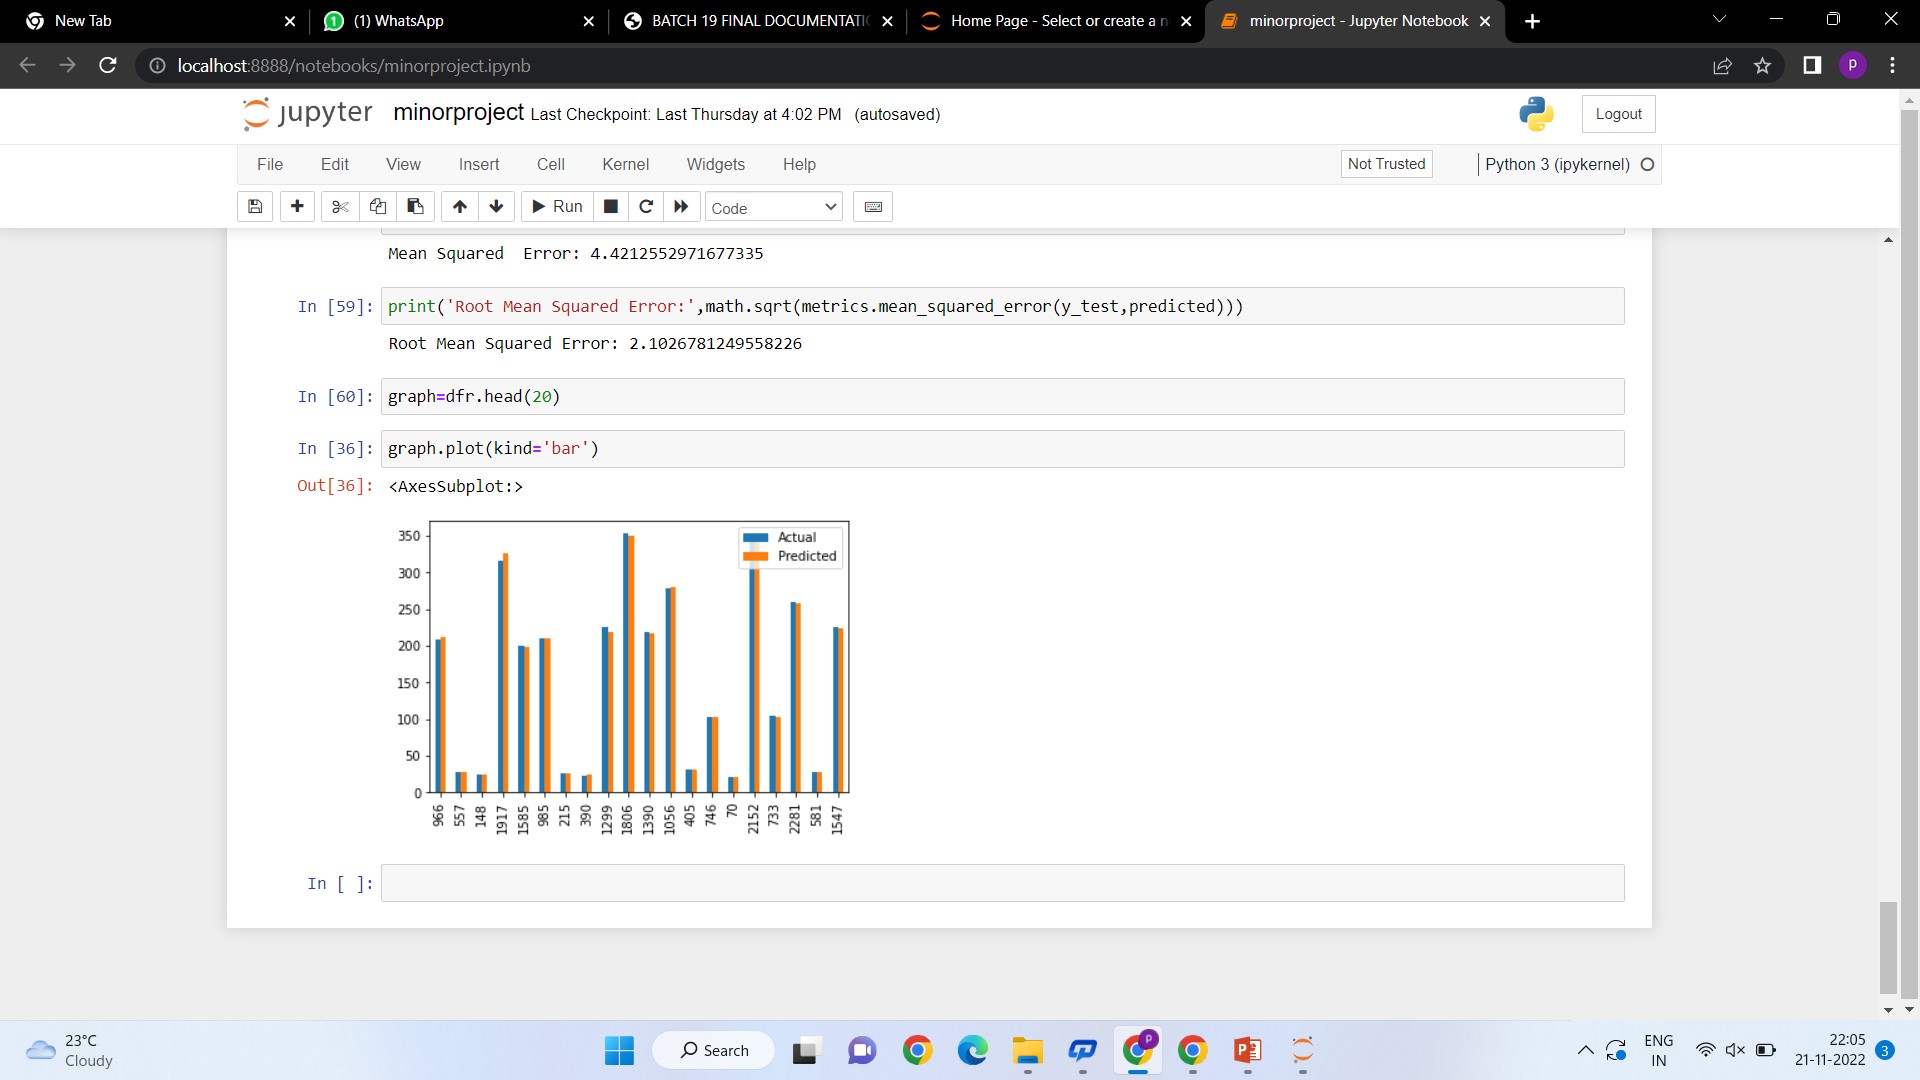 New Tab
(1) WhatsApp
BATCH 19 FINAL DOCUMENTATI
Home Page - Select or create a n
minorproject - Jupyter Notebook
localhost:8888/notebooks/minorproject.ipynb
P
jupyter minorproject Last Checkpoint: Last Thursday at 4:02 PM (autosaved)
Logout
File Edit View Insert Cell Kernel Widgets Help
Not Trusted
Python 3 (ipykernel)
Run
Code
Mean Squared  Error: 4.4212552971677335
In [59]: print('Root Mean Squared Error:',math.sqrt(metrics.mean_squared_error(y_test,predicted)))
Root Mean Squared Error: 2.1026781249558226
In [60]: graph=dfr.head(20)
In [36]: graph.plot(kind='bar')
Out[36]: <AxesSubplot:>
Actual
Predicted
350
300
250
200
150
100
50
0
966 557 148 1917 1585 985 215 390 1299 1806 1390 1056 405 746 70 2152 733 2281 581 1547
In [ ]:
23°C
Cloudy
Search
P
ENG
IN
22:05
21-11-2022
3